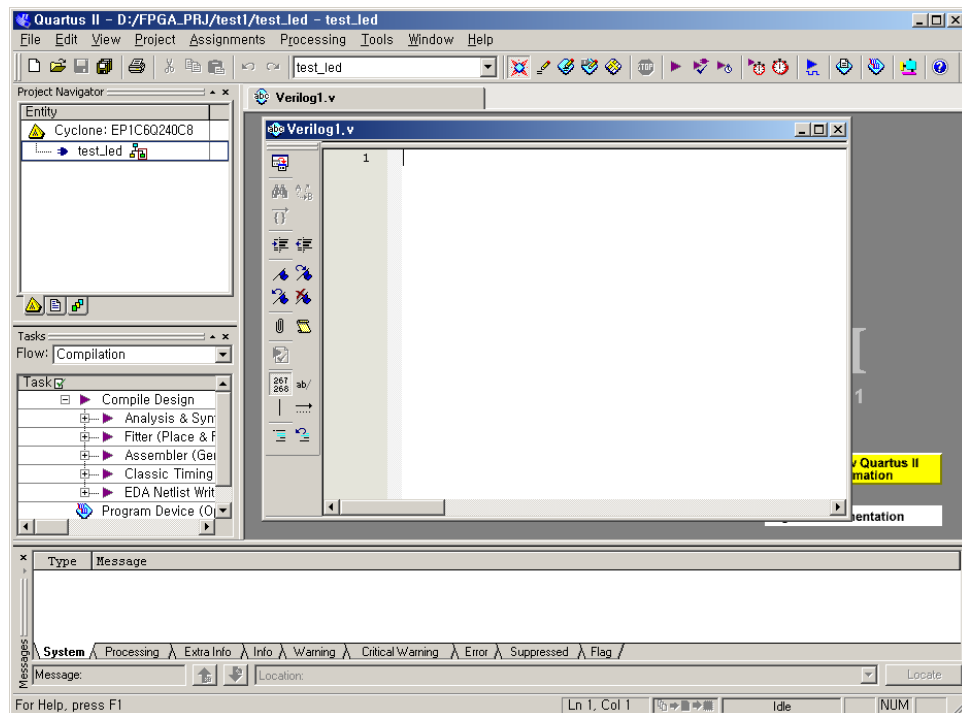 Quartus II - D:/FPGA_PRJ/test1/test_led - test_led
File Edit View Project Assignments Processing Tools Window Help
test_led
Project Navigator
Entity
Cyclone: EP1C6Q240C8
test_led
Verilog1.v
Verilog1.v
1
267
268
ab/
Tasks
Flow: Compilation
Task
Compile Design
Analysis & Syn
Fitter (Place & F
Assembler (Ger
Classic Timing
EDA Netlist Writ
Program Device (O
1
Quartus II
mation
entation
Type Message
System Processing Extra Info Info Warning Critical Warning Error Suppressed Flag
Messages
Message: Location: Locate
For Help, press F1 Ln 1, Col 1 Idle NUM